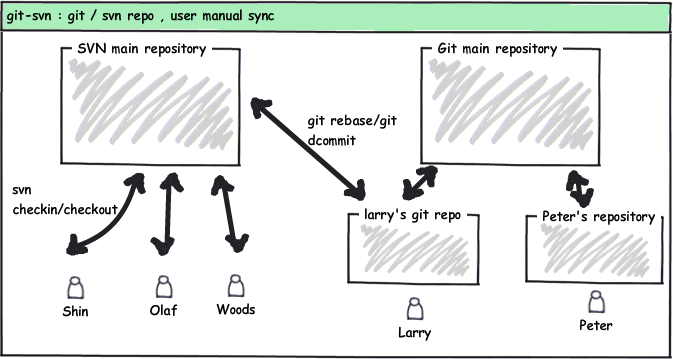 git-svn : git / svn repo , user manual sync
SVN main repository
Git main repository
git rebase/git
dcommit
svn
checkin/checkout
larry's git repo
Peter's repository
Shin
Olaf
Woods
Larry
Peter